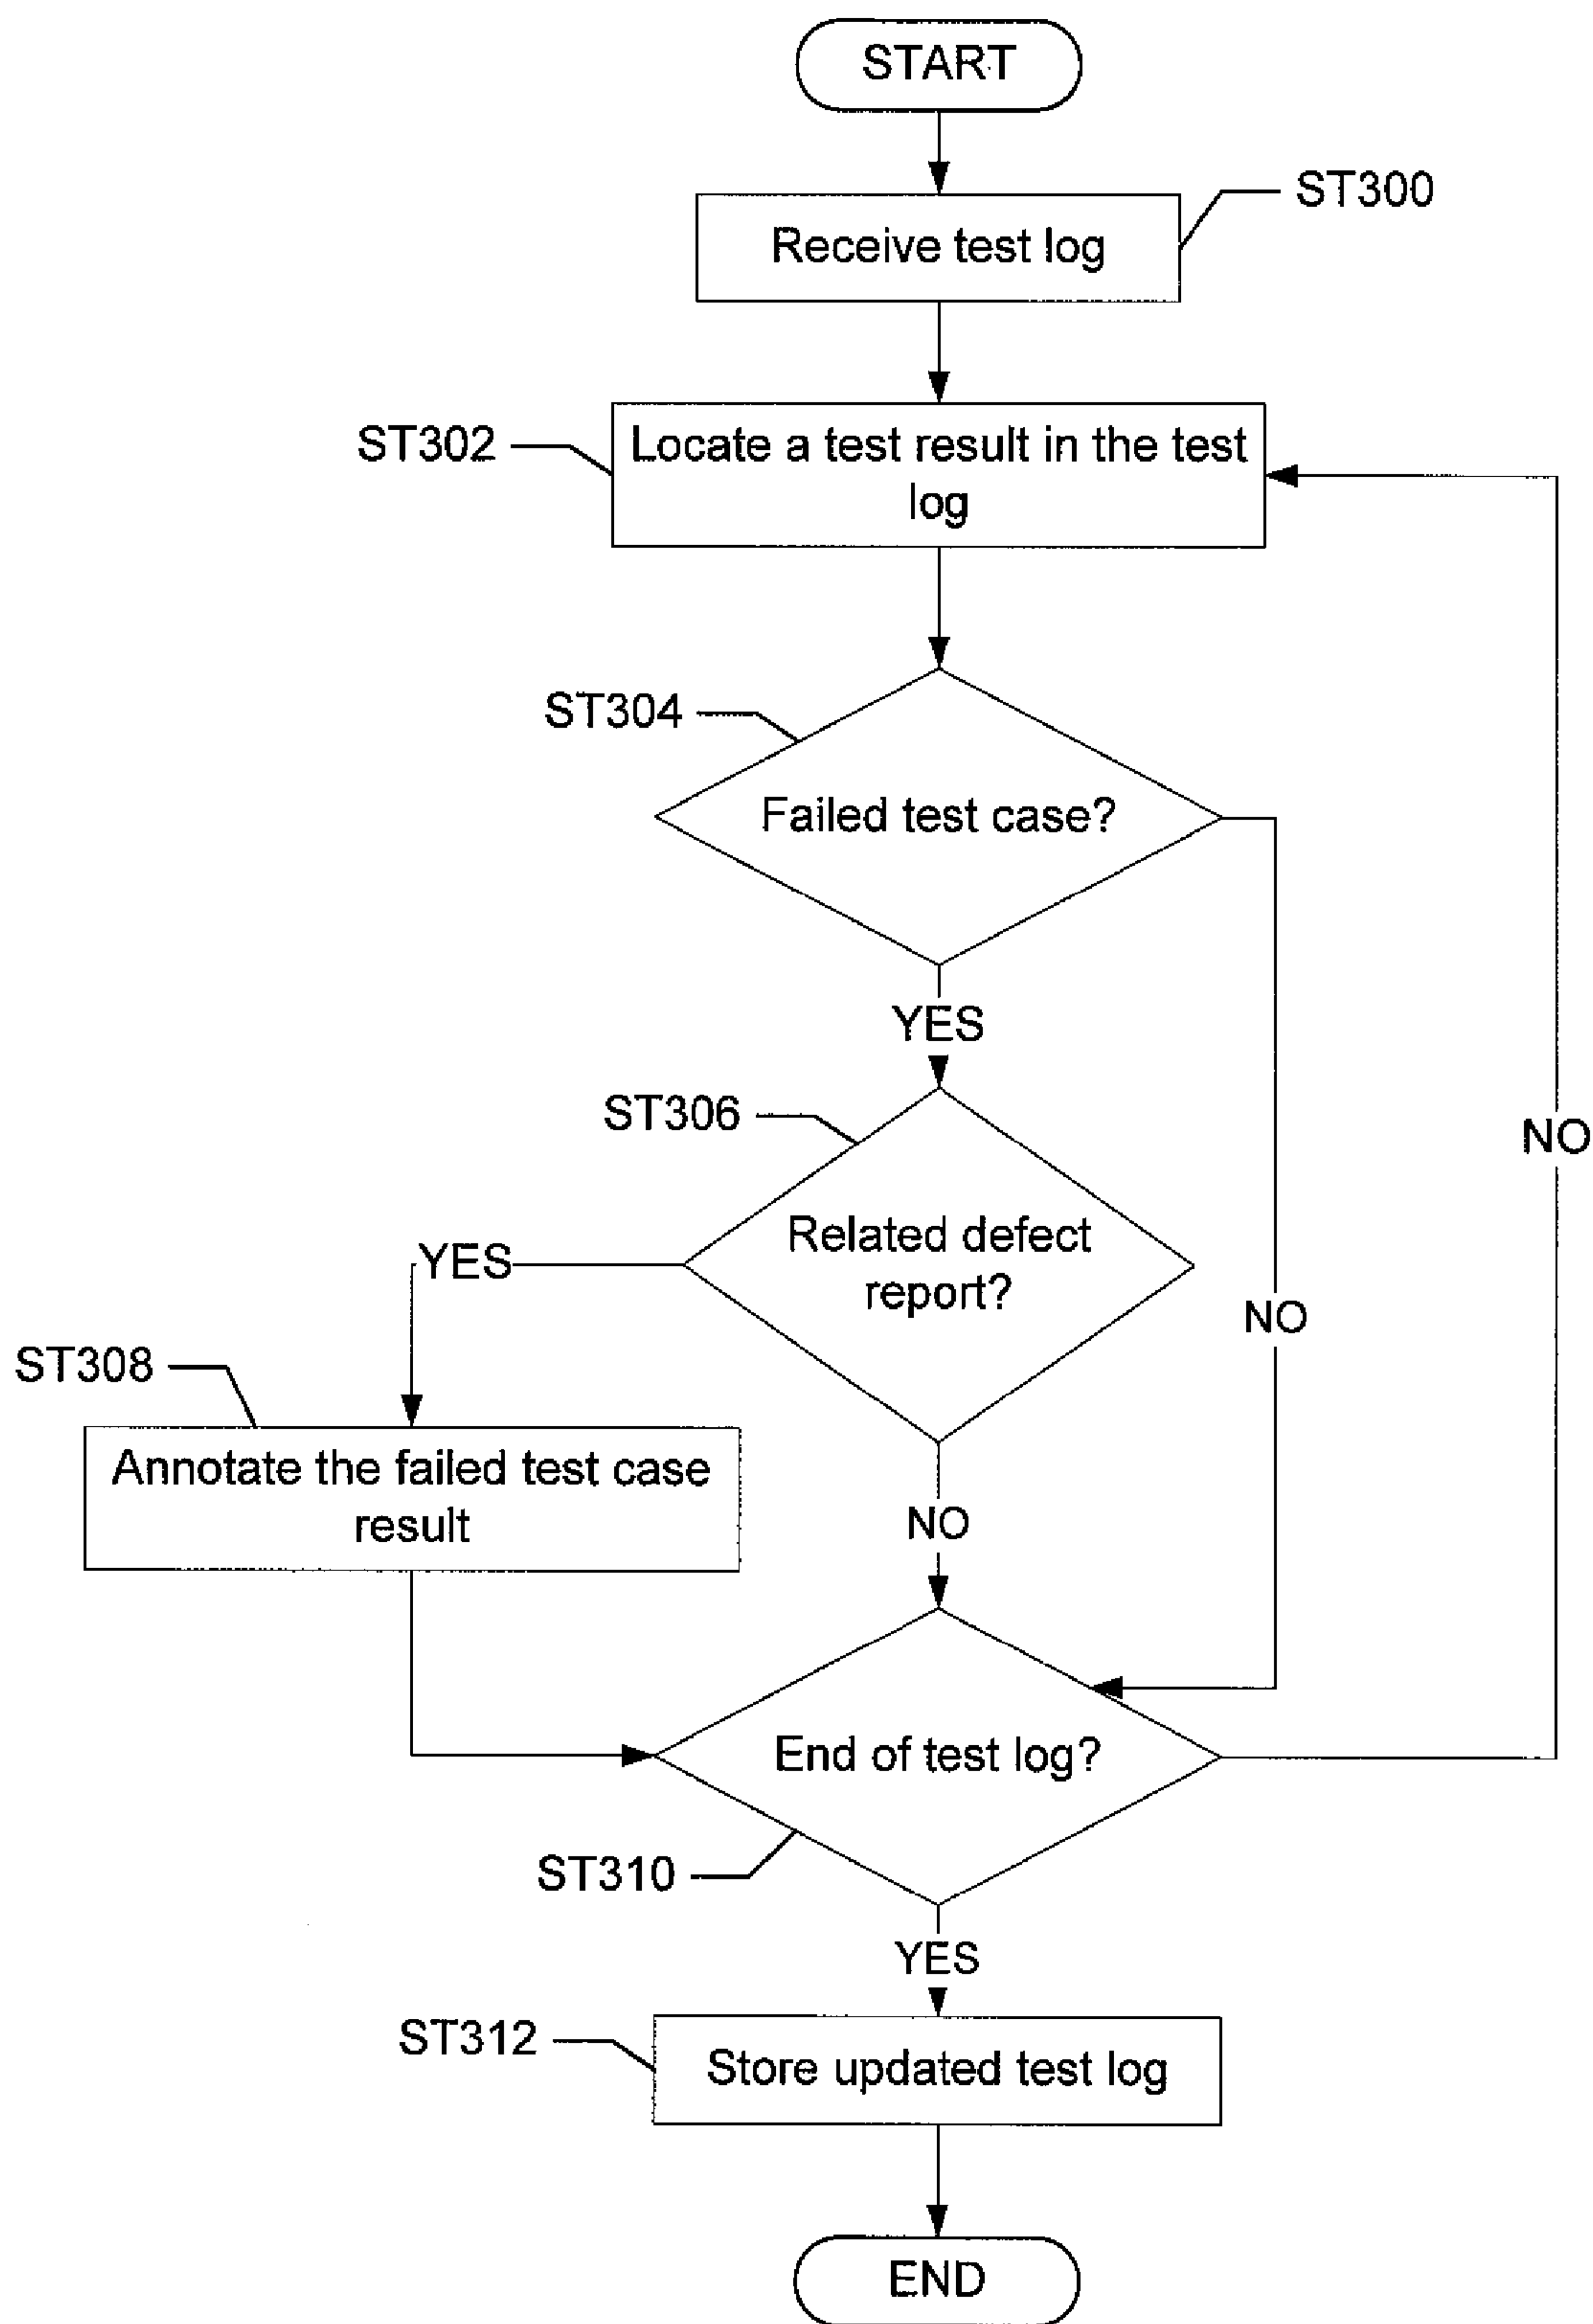 START
ST300
Receive test log
ST302
Locate a test result in the test
log
ST304
Failed test case?
YES
ST306
NO
Related defect
report?
YES
NO
ST308
Annotate the failed test case
result
NO
End of test log?
ST310
YES
ST312
Store updated test log
END